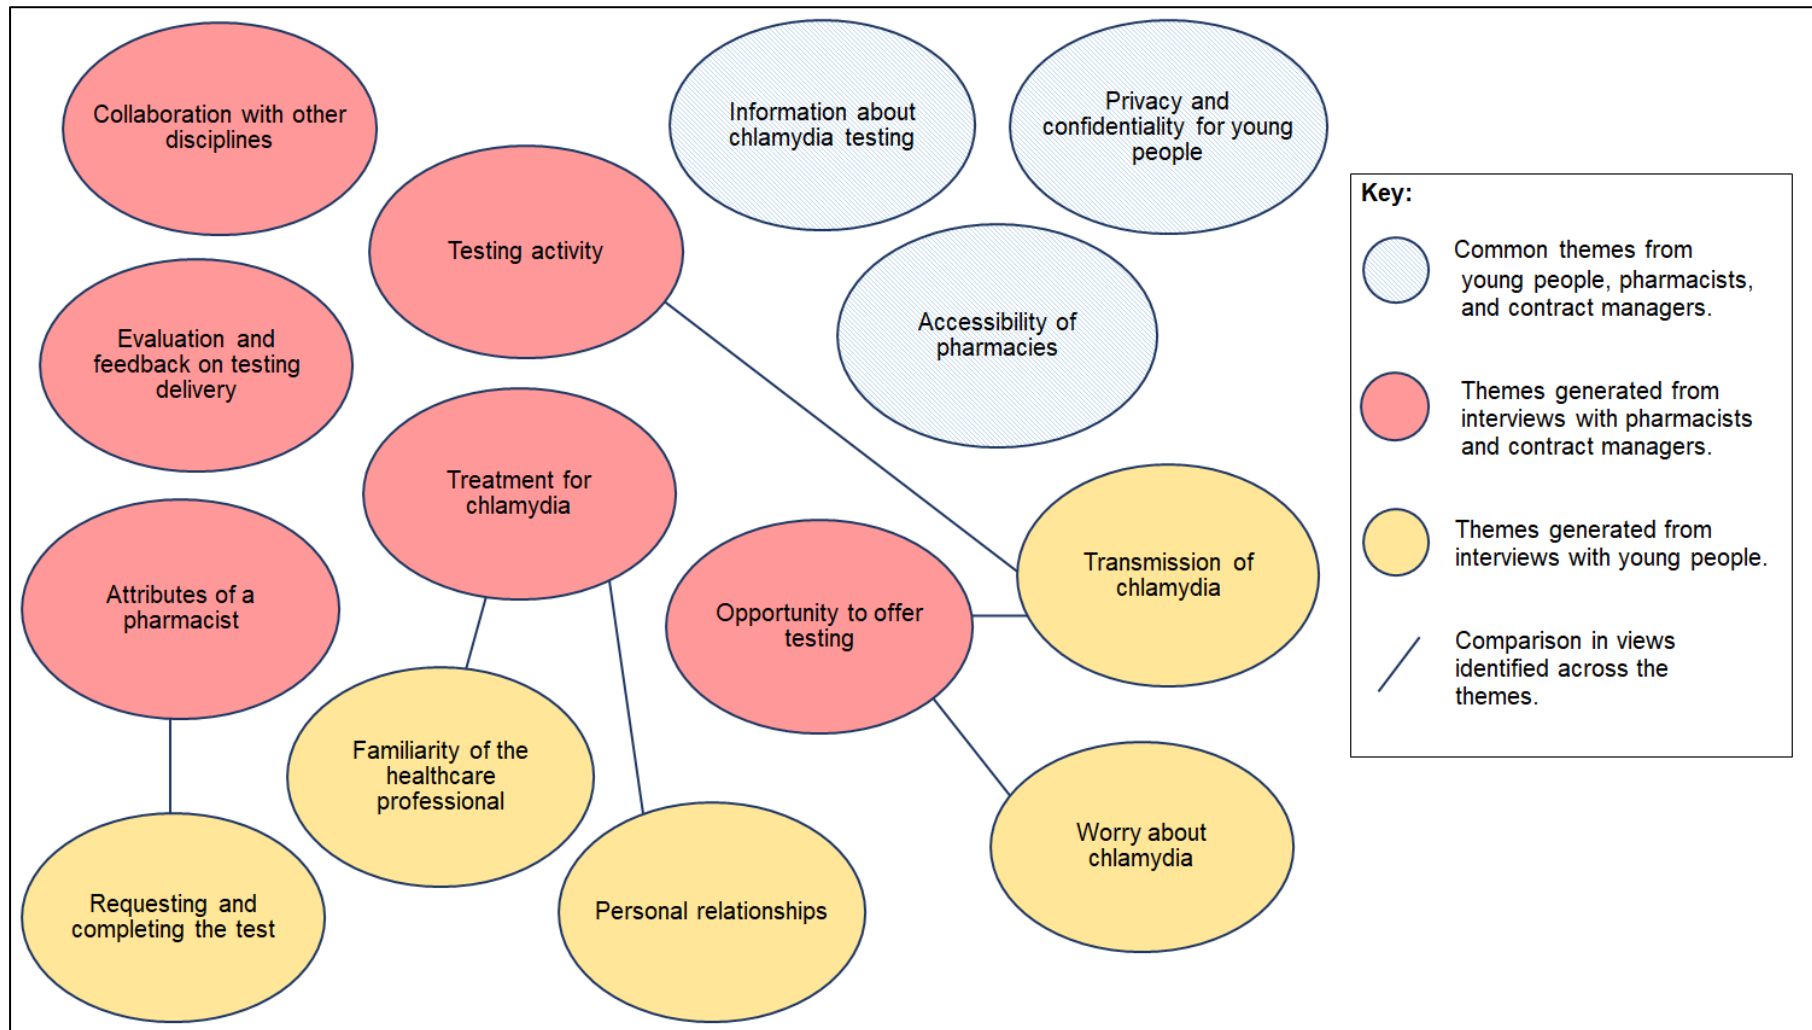 Collaboration with other
disciplines
Information about
chlamydia testing
Privacy and
confidentiality for young
people
Testing activity
Accessibility of
pharmacies
Evaluation and
feedback on testing
delivery
Treatment for
chlamydia
Attributes of a
pharmacist
Opportunity to offer
testing
Transmission of
chlamydia
Familiarity of the
healthcare
professional
Worry about
chlamydia
Requesting and
completing the test
Personal relationships
Key:
Common themes from
young people, pharmacists,
and contract managers.
Themes generated from
interviews with pharmacists
and contract managers.
Themes generated from
interviews with young people.
Comparison in views
identified across the
themes.